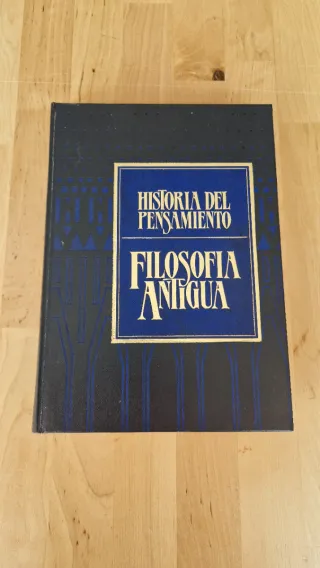 HISTORIA DEL
PENSAMIENTO
FILOSOFIA
ANTIGUA